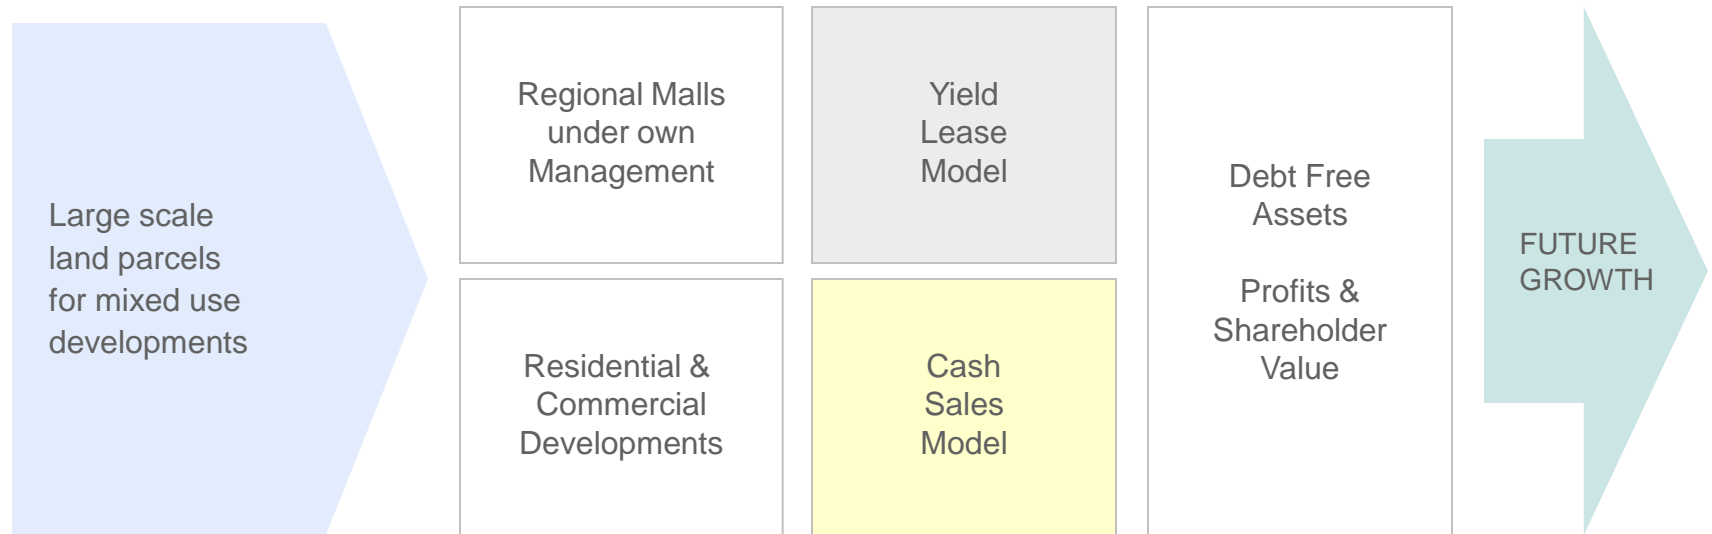 Large scale
land parcels
for mixed use
developments
Regional Malls
under own
Management
Residential &
Commercial
Developments
Yield
Lease
Model
Cash
Sales
Model
Debt Free
Assets
Profits &
Shareholder
Value
FUTURE
GROWTH